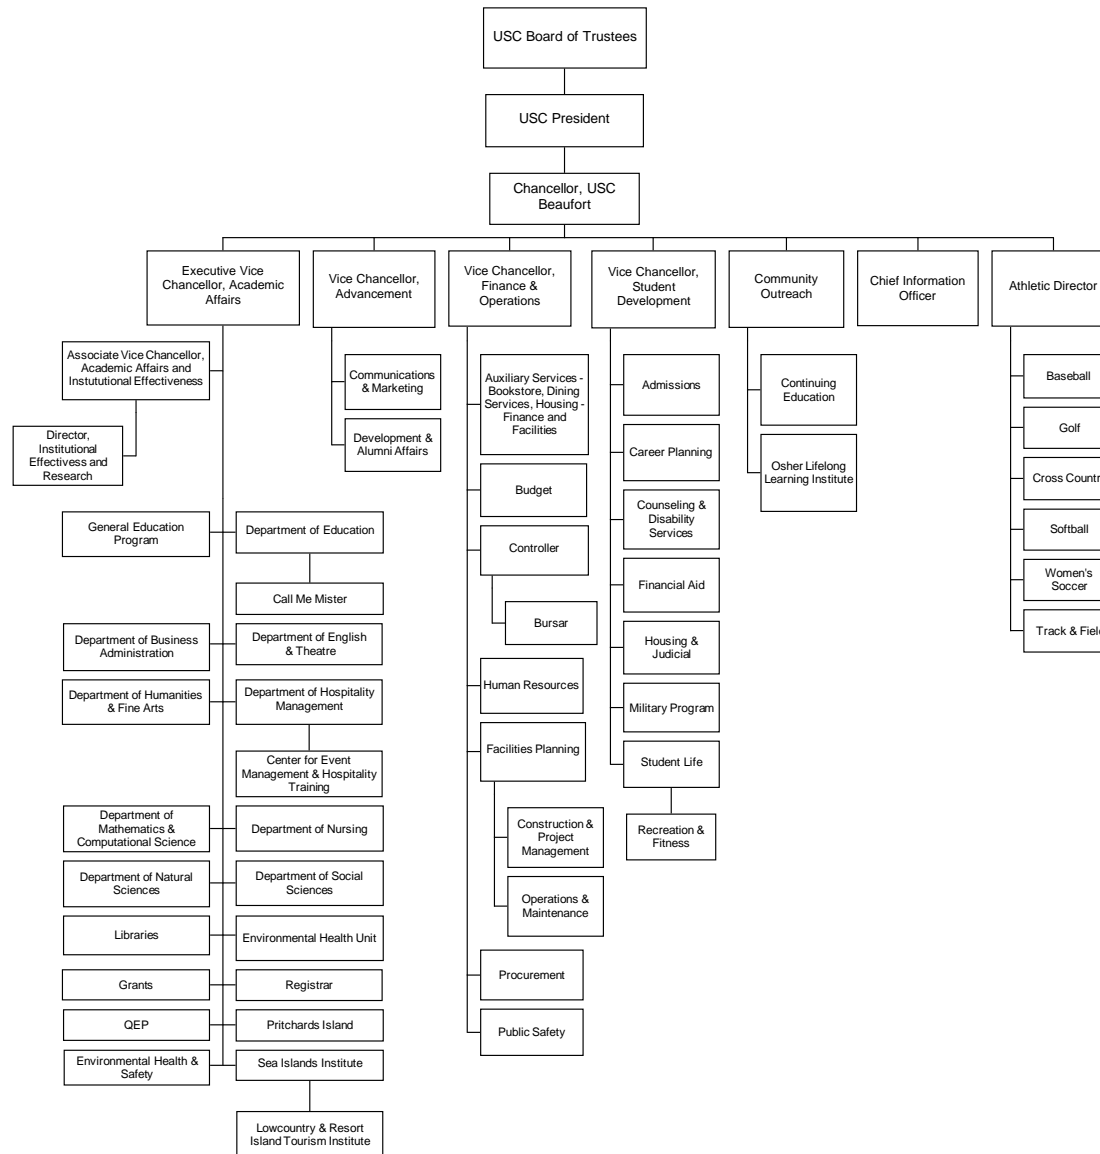 USC Board of Trustees
USC President
Chancellor, USC
Beaufort
Executive Vice
Chancellor, Academic
Affairs
Vice Chancellor,
Advancement
Vice Chancellor,
Finance &
Operations
Vice Chancellor,
Student
Development
Community
Outreach
Chief Information
Officer
Athletic Director
Associate Vice Chancellor,
Academic Affairs and
Instutuional Effectiveness
Director,
Institutional
Effectivess and
Research
General Education
Program
Department of Education
Call Me Mister
Department of Business
Administration
Department of English
& Theatre
Department of Humanities
& Fine Arts
Department of Hospitality
Management
Center for Event
Management & Hospitality
Training
Department of
Mathematics &
Computational Science
Department of Nursing
Department of Natural
Sciences
Department of Social
Sciences
Libraries
Environmental Health Unit
Grants
Registrar
QEP
Pritchards Island
Environmental Health &
Safety
Sea Islands Institute
Lowcountry & Resort
Island Tourism Institute
Communications
& Marketing
Development &
Alumni Affairs
Auxiliary Services -
Bookstore, Dining
Services, Housing -
Finance and
Facilities
Budget
Controller
Bursar
Human Resources
Facilities Planning
Construction &
Project
Management
Operations &
Maintenance
Procurement
Public Safety
Admissions
Career Planning
Counseling &
Disability
Services
Financial Aid
Housing &
Judicial
Military Program
Student Life
Recreation &
Fitness
Continuing
Education
Osher Lifelong
Learning Institute
Baseball
Golf
Cross Country
Softball
Women's
Soccer
Track & Field